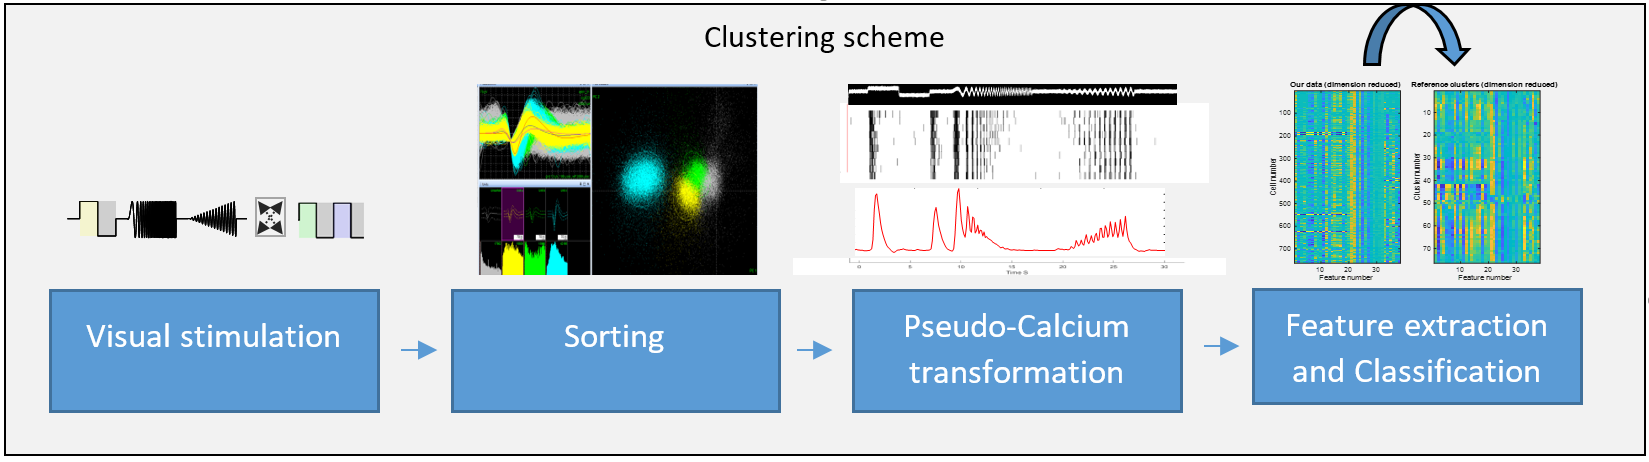 Clustering scheme
Our data (dimension reduced)
Reference clusters (dimension reduced)
Cell number
100
200
300
400
500
600
700
10
20
30
Feature number
Cluster number
10
20
30
40
50
60
70
10
20
30
Feature number
0
5
10
15
20
25
30
Time S
Visual stimulation
Sorting
Pseudo-Calcium
transformation
Feature extraction
and Classification